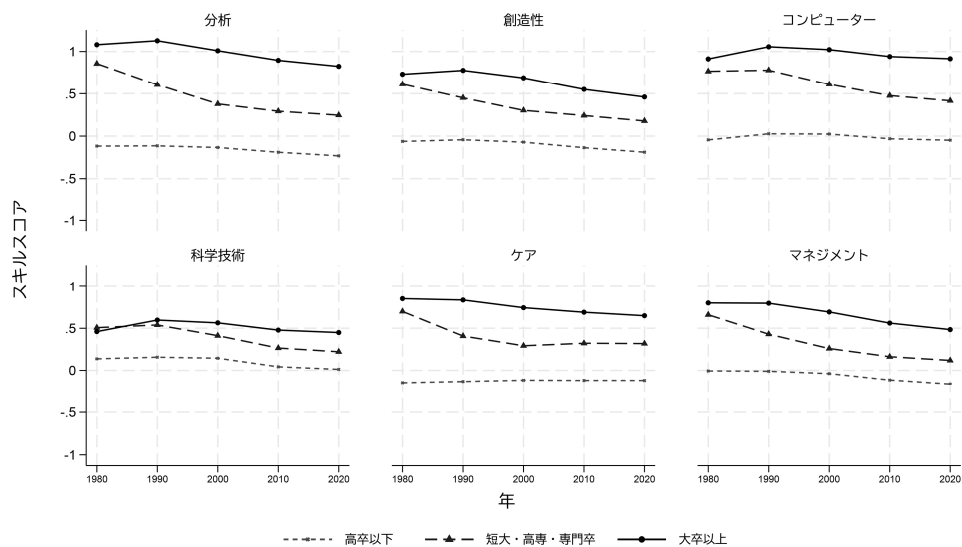 分析
創造性
コンピューター
1
.5
0
-.5
-1
スキルスコア
科学技術
ケア
マネジメント
1
.5
0
-.5
-1
1980 1990 2000 2010 2020
1980 1990 2000 2010 2020
1980 1990 2000 2010 2020
年
高卒以下 短大・高専・専門卒 大卒以上